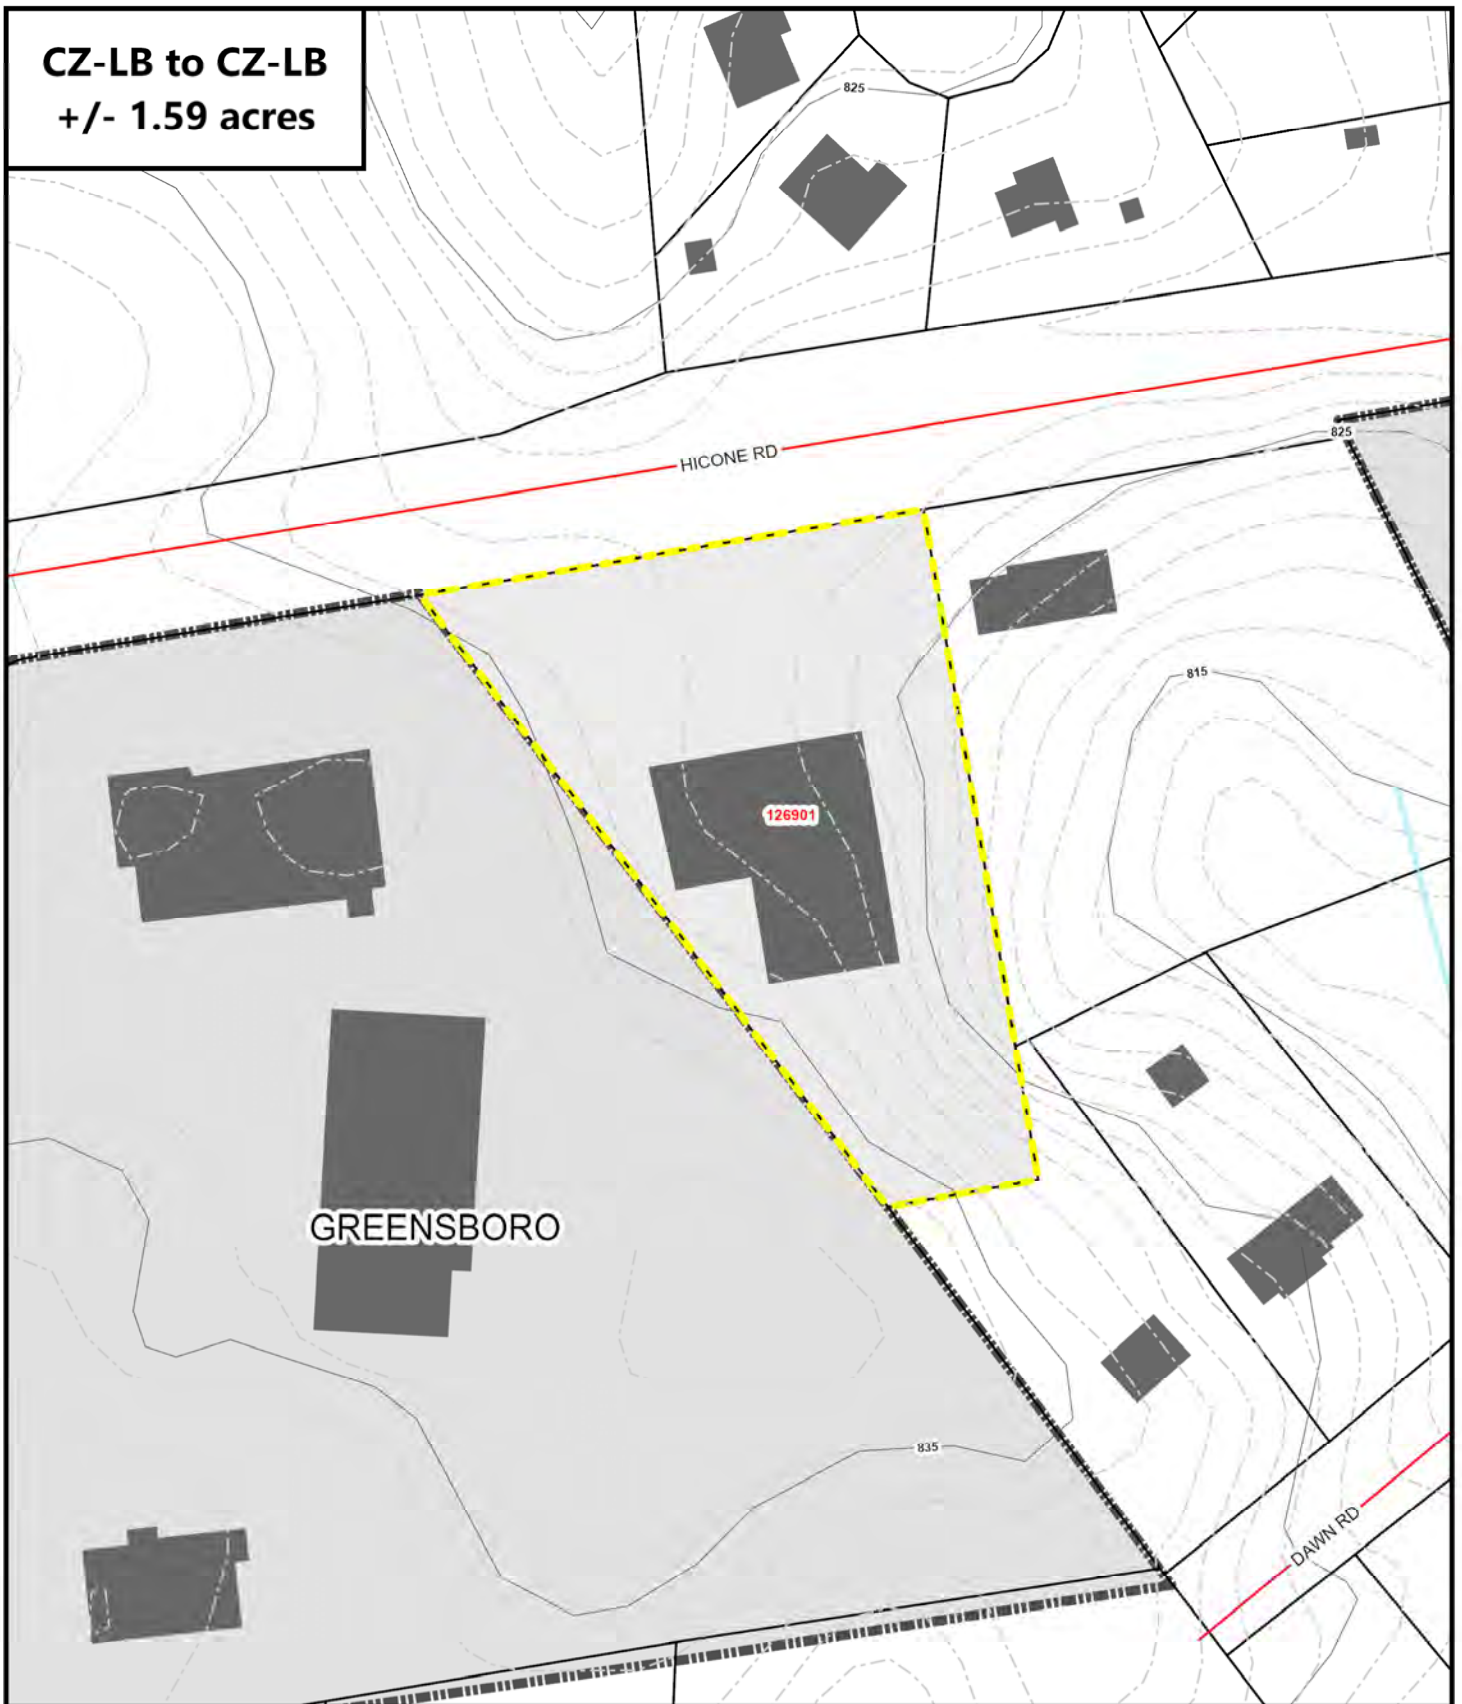 CZ-LB to CZ-LB
+/- 1.59 acres
825
HICONE RD
825
815
126901
GREENSBORO
835
DAWN RD